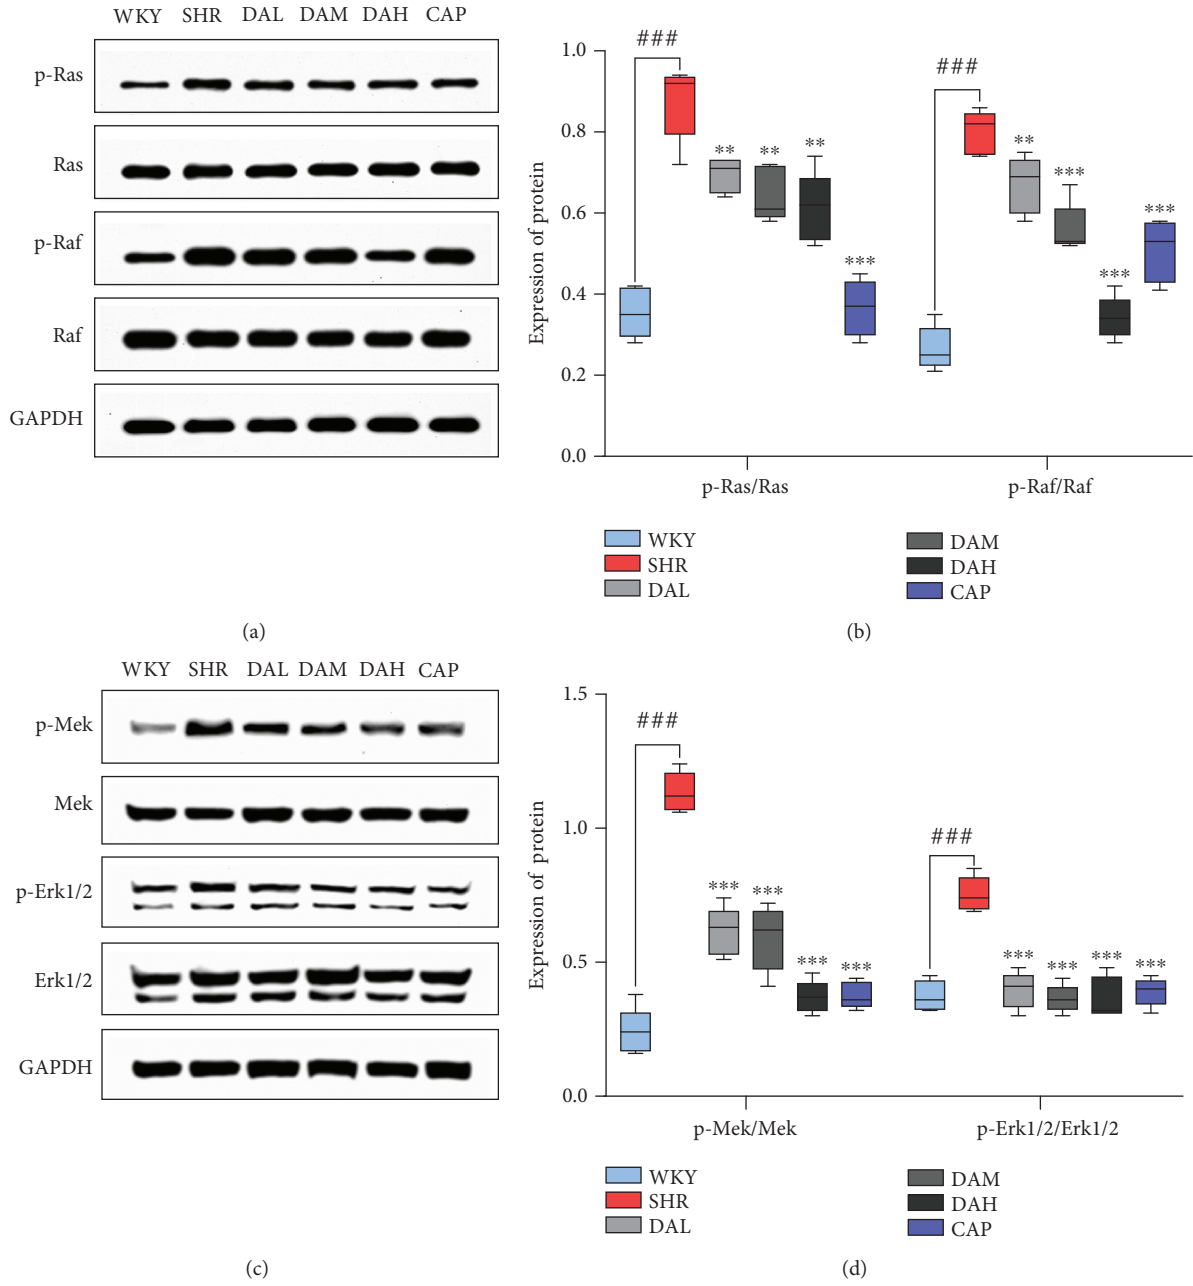 WKY SHR DAL DAM DAH CAP
p-Ras
Ras
p-Raf
Raf
GAPDH
(a)
Expression of protein
1.0
0.8
0.6
0.4
0.2
0.0
###
**
**
**
***
###
**
***
***
***
p-Ras/Ras
p-Raf/Raf
WKY
SHR
DAL
DAM
DAH
CAP
(b)
WKY SHR DAL DAM DAH CAP
p-Mek
Mek
p-Erk1/2
Erk1/2
GAPDH
(c)
Expression of protein
1.5
1.0
0.5
0.0
###
***
***
***
***
###
***
***
***
***
p-Mek/Mek
p-Erk1/2/Erk1/2
WKY
SHR
DAL
DAM
DAH
CAP
(d)